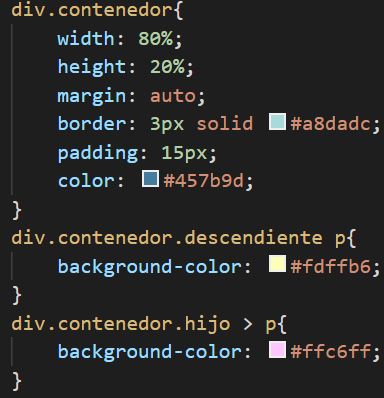 div.contenedor{
    width: 80%;
    height: 20%;
    margin: auto;
    border: 3px solid #a8dadc;
    padding: 15px;
    color: #457b9d;
}
div.contenedor.descendiente p{
    background-color: #fdffb6;
}
div.contenedor.hijo > p{
    background-color: #ffc6ff;
}